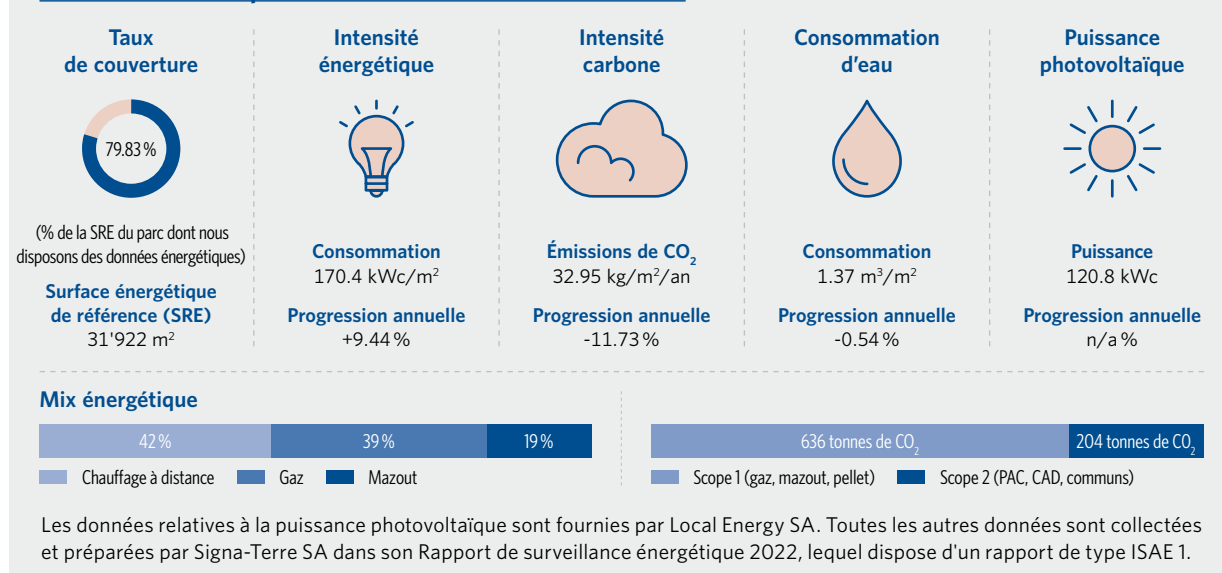 Taux
de couverture
79.83 %
(% de la SRE du parc dont nous
disposons des données énergétiques)
Surface énergétique
de référence (SRE)
31'922 m²
Intensité
énergétique
Consommation
170.4 kWc/m²
Progression annuelle
+9.44 %
Intensité
carbone
Émissions de CO₂
32.95 kg/m²/an
Progression annuelle
-11.73 %
Consommation
d'eau
Consommation
1.37 m³/m²
Progression annuelle
-0.54 %
Puissance
photovoltaïque
Puissance
120.8 kWc
Progression annuelle
n/a %
Mix énergétique
42 % 39 % 19 %
Chauffage à distance Gaz Mazout
636 tonnes de CO₂ 204 tonnes de CO₂
Scope 1 (gaz, mazout, pellet) Scope 2 (PAC, CAD, communs)
Les données relatives à la puissance photovoltaïque sont fournies par Local Energy SA. Toutes les autres données sont collectées
et préparées par Signa-Terre SA dans son Rapport de surveillance énergétique 2022, lequel dispose d'un rapport de type ISAE 1.